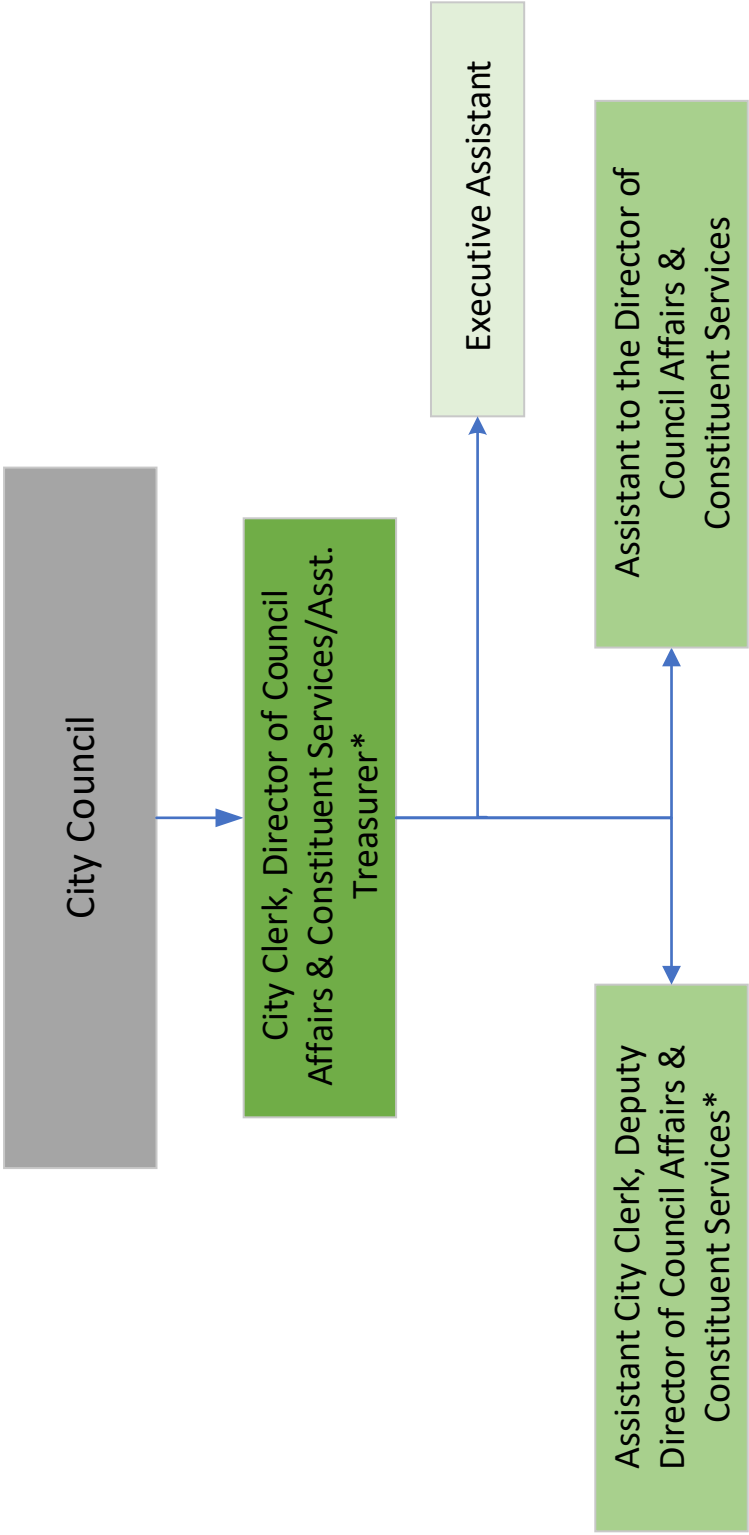 City Council
City Clerk, Director of Council
Affairs & Constituent Services/Asst.
Treasurer*
Executive Assistant
Assistant City Clerk, Deputy
Director of Council Affairs &
Constituent Services*
Assistant to the Director of
Council Affairs &
Constituent Services